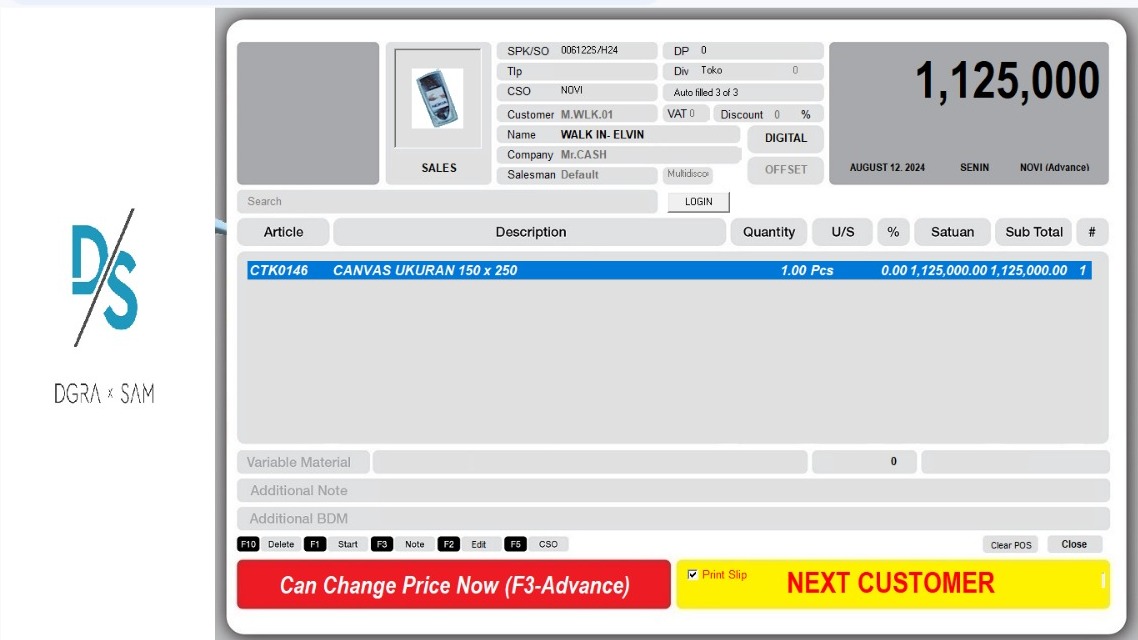 SPK/SO 006122S/H24
DP 0
Tlp
Div Toko 0
CSO NOVI
Auto filled 3 of 3
Customer M.WLK.01
VAT 0 Discount 0 %
Name WALK IN- ELVIN
DIGITAL
Company Mr.CASH
OFFSET
Salesman Default
Multidiscou
SALES
1,125,000
AUGUST 12. 2024 SENIN NOVI (Advance)
Search
LOGIN
Article Description Quantity U/S % Satuan Sub Total #
CTK0146 CANVAS UKURAN 150 x 250 1.00 Pcs 0.00 1,125,000.00 1,125,000.00 1
D/S
DGRA x SAM
Variable Material 0
Additional Note
Additional BDM
F10 Delete F1 Start F3 Note F2 Edit F5 CSO
Clear POS Close
Can Change Price Now (F3-Advance)
Print Slip NEXT CUSTOMER